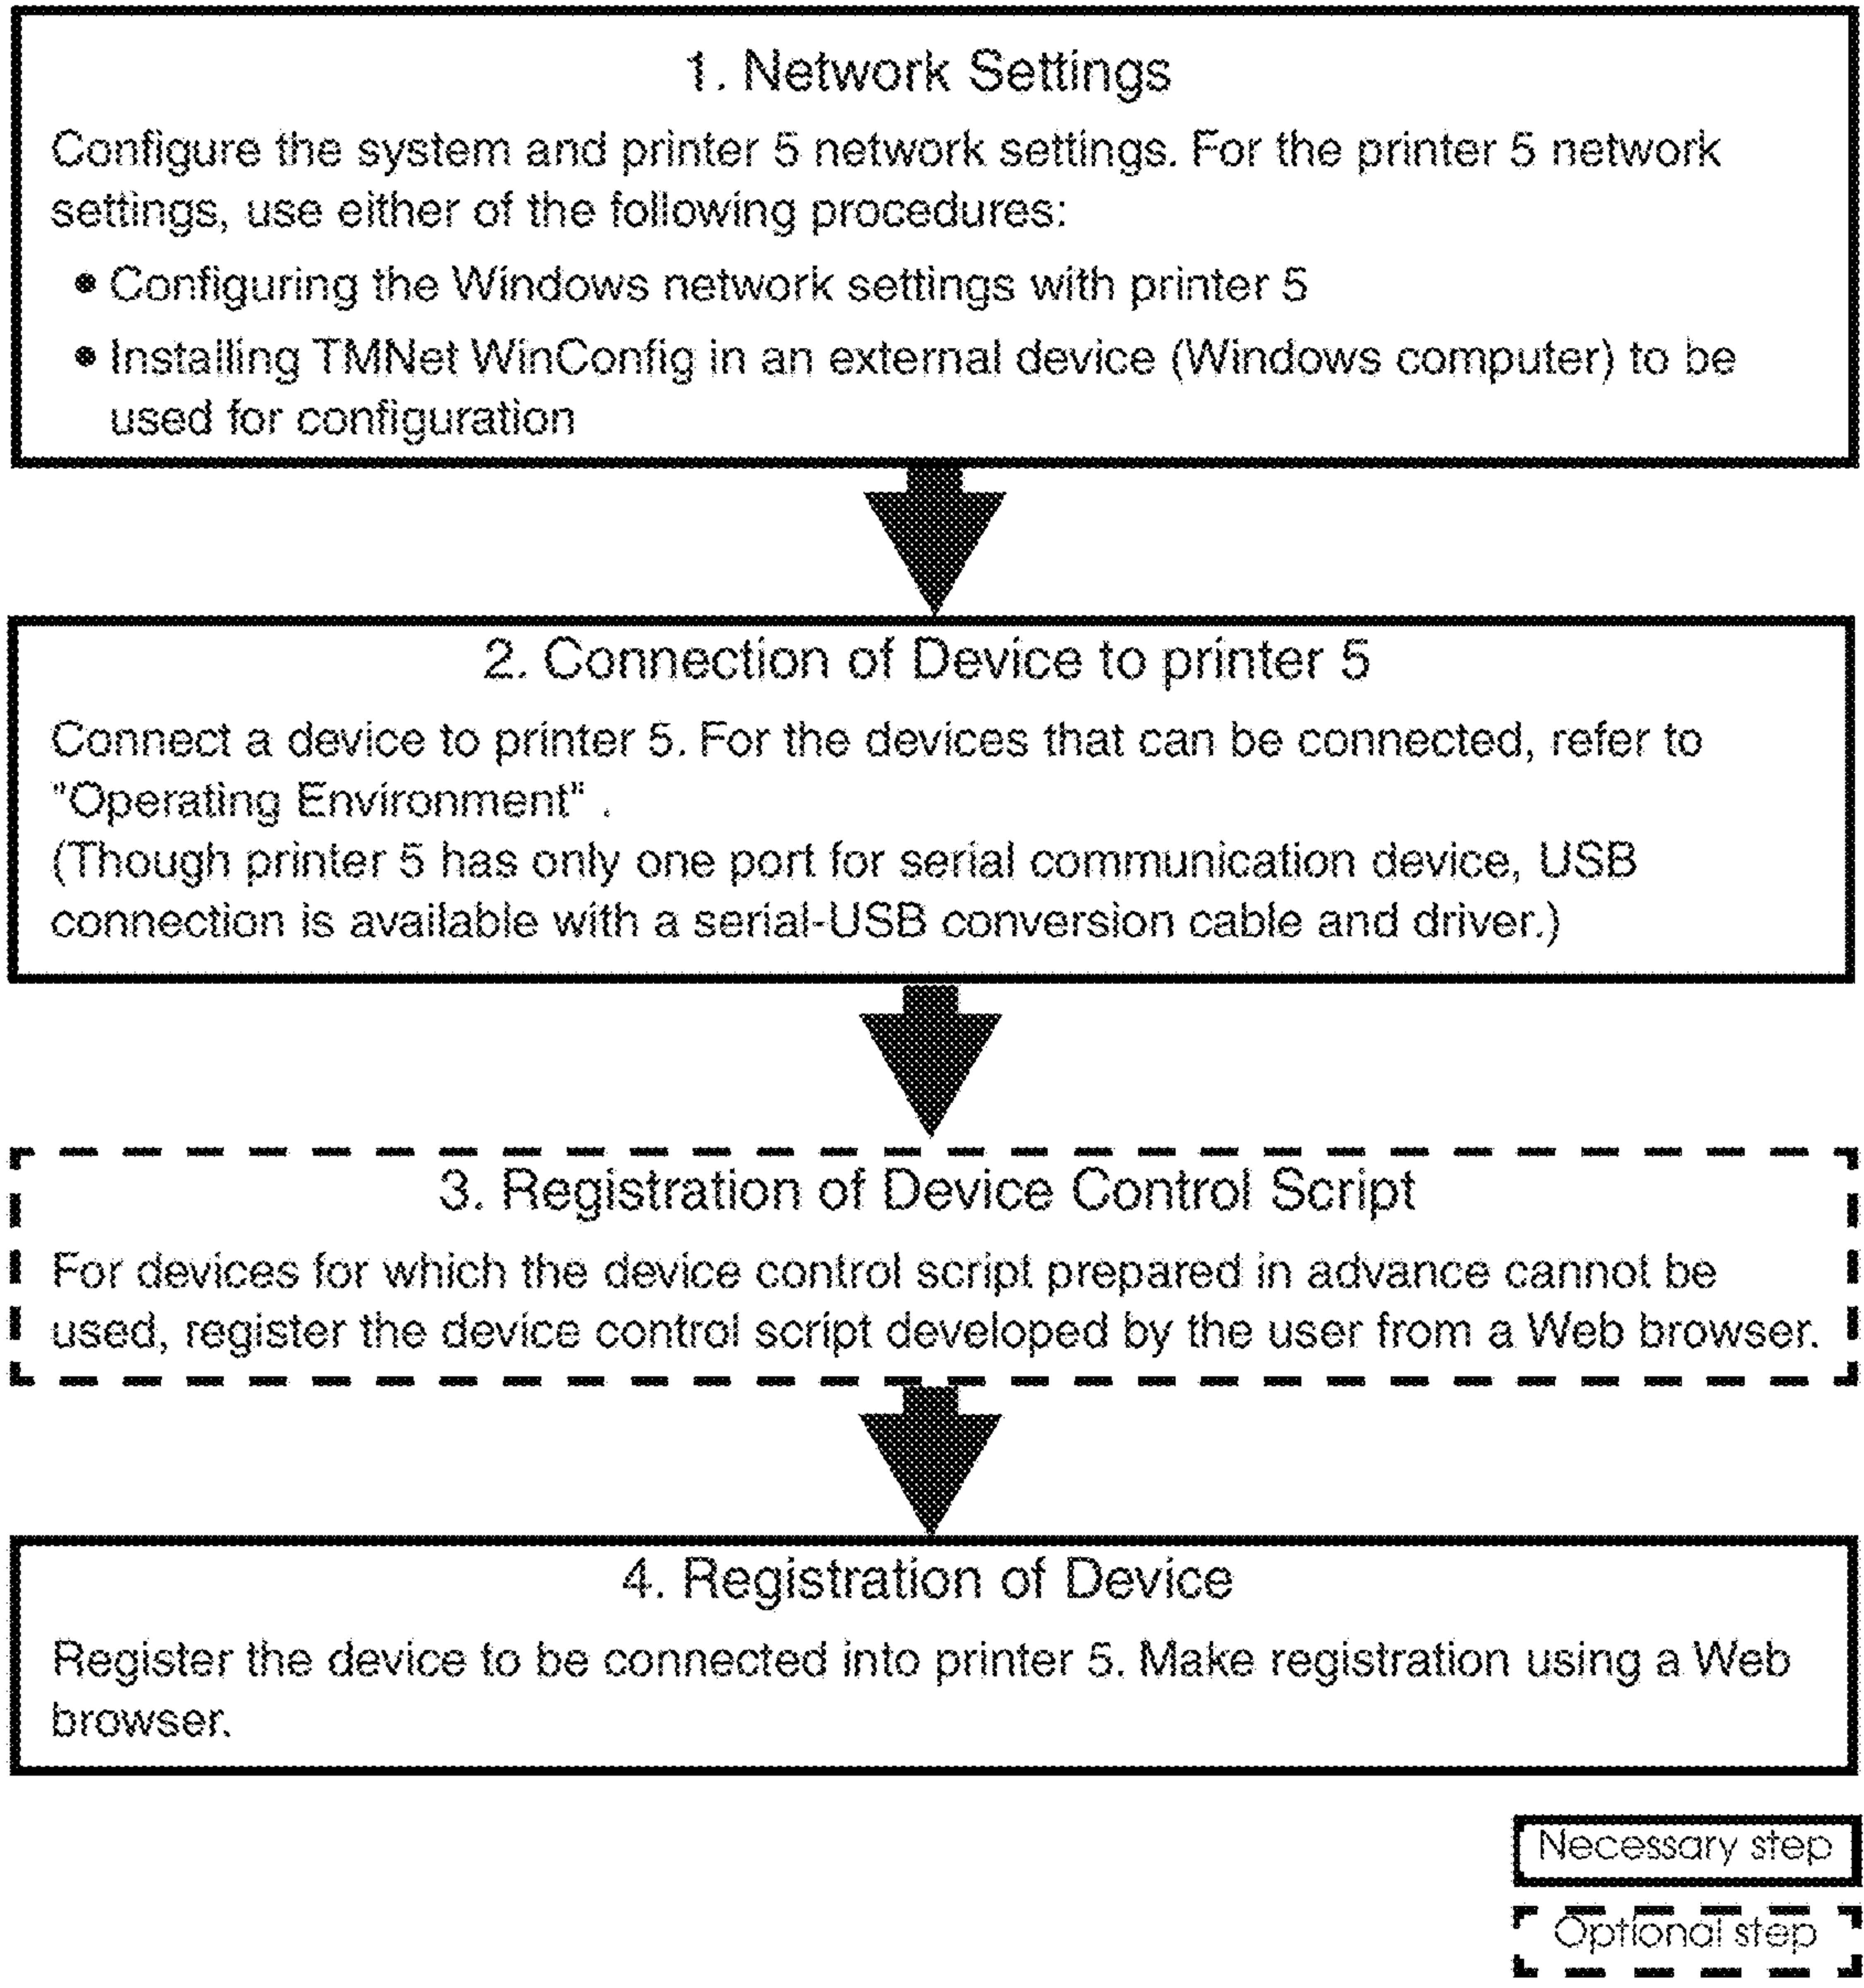 1. Network Settings
Configure the system and printer 5 network settings. For the printer 5 network
settings, use either of the following procedures:
• Configuring the Windows network settings with printer 5
• Installing TMNet WinConfig in an external device (Windows computer) to be
used for configuration
2. Connection of Device to printer 5
Connect a device to printer 5. For the devices that can be connected, refer to
"Operating Environment" .
(Though printer 5 has only one port for serial communication device, USB
connection is available with a serial-USB conversion cable and driver.)
3. Registration of Device Control Script
For devices for which the device control script prepared in advance cannot be
used, register the device control script developed by the user from a Web browser.
4. Registration of Device
Register the device to be connected into printer 5. Make registration using a Web
browser.
Necessary step
Optional step